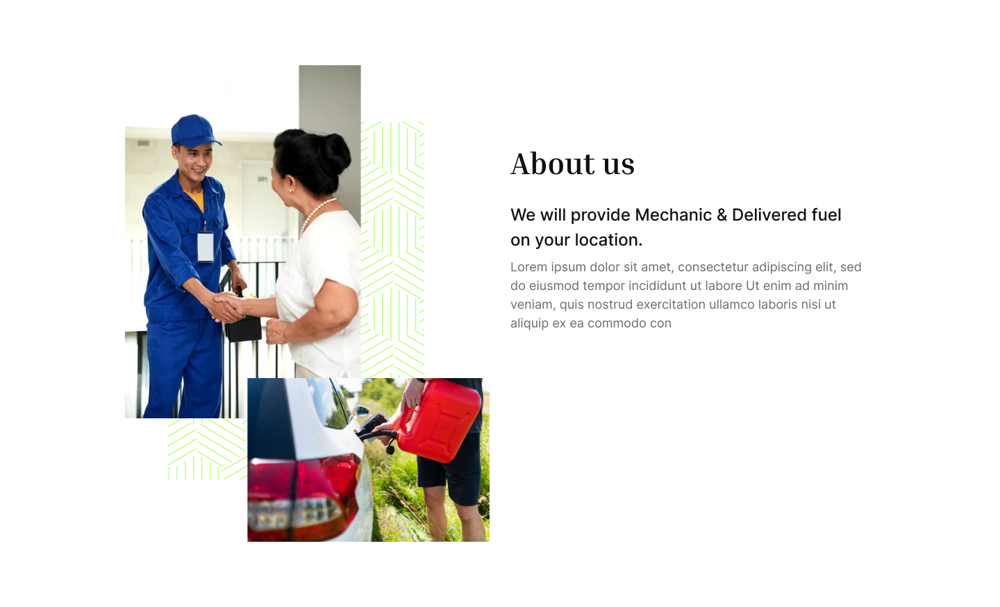 About us
We will provide Mechanic & Delivered fuel
on your location.
Lorem ipsum dolor sit amet, consectetur adipiscing elit, sed
do eiusmod tempor incididunt ut labore Ut enim ad minim
veniam, quis nostrud exercitation ullamco laboris nisi ut
aliquip ex ea commodo con